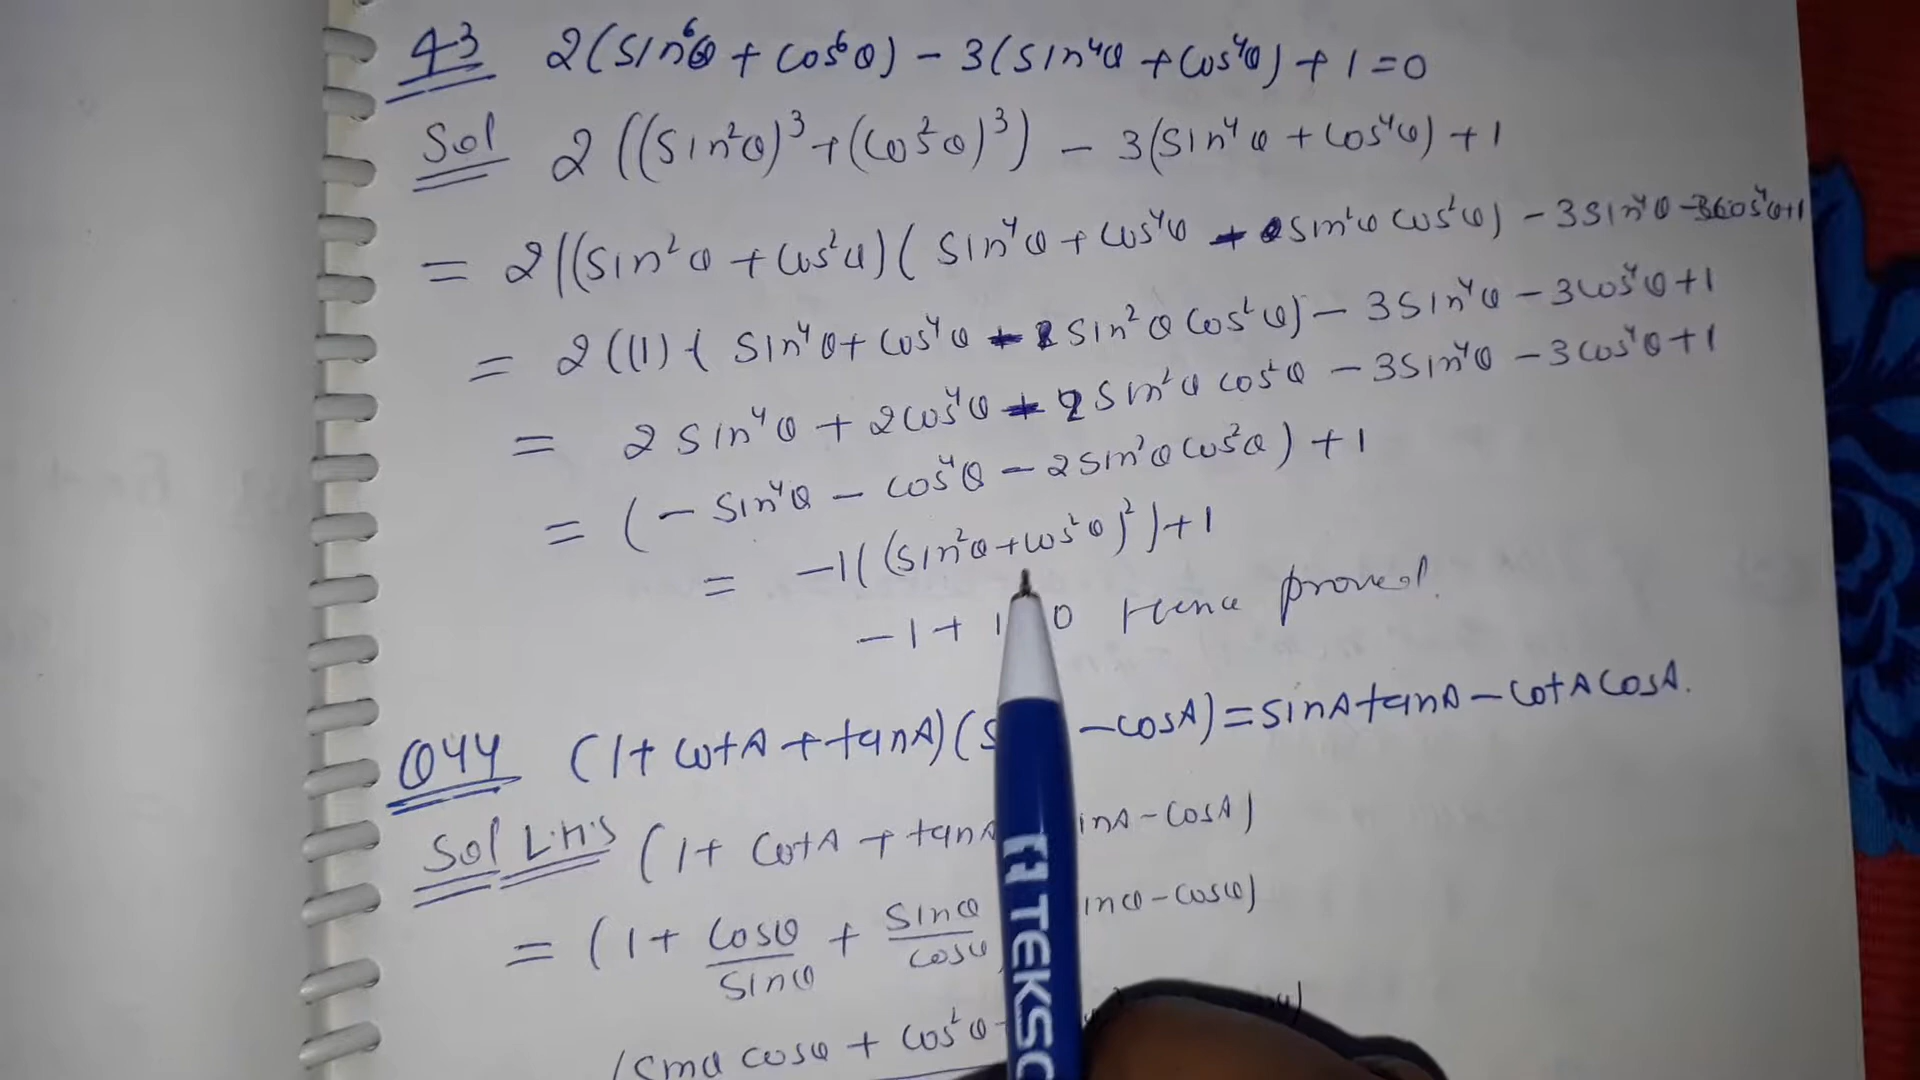 43 2(sin⁶θ + cos⁶θ) - 3(sin⁴θ + cos⁴θ) + 1 = 0
Sol 2((sin²θ)³ + (cos²θ)³) - 3(sin⁴θ + cos⁴θ) + 1
= 2((sin²θ + cos²θ)(sin⁴θ + cos⁴θ - sin²θ cos²θ) - 3sin⁴θ - 3cos⁴θ + 1
= 2((1)+( sin⁴θ + cos⁴θ - sin²θ cos²θ) - 3sin⁴θ - 3cos⁴θ + 1
= 2sin⁴θ + 2cos⁴θ - 2sin²θ cos²θ - 3sin⁴θ - 3cos⁴θ + 1
= (- sin⁴θ - cos⁴θ - 2sin²θ cos²θ) + 1
= -1((sin²θ + cos²θ)²) + 1
-1 + 1 0 Hence proved.
Q44 (1 + cotA + tanA)(s - cosA) = sinA tanA - cotA cosA.
Sol L.H.S (1 + cotA + tanA inA - cosA)
= (1 + cosθ/sinθ + sinθ/cosθ inθ - cosθ)
(sinθ cosθ + cos²θ
TEKSC